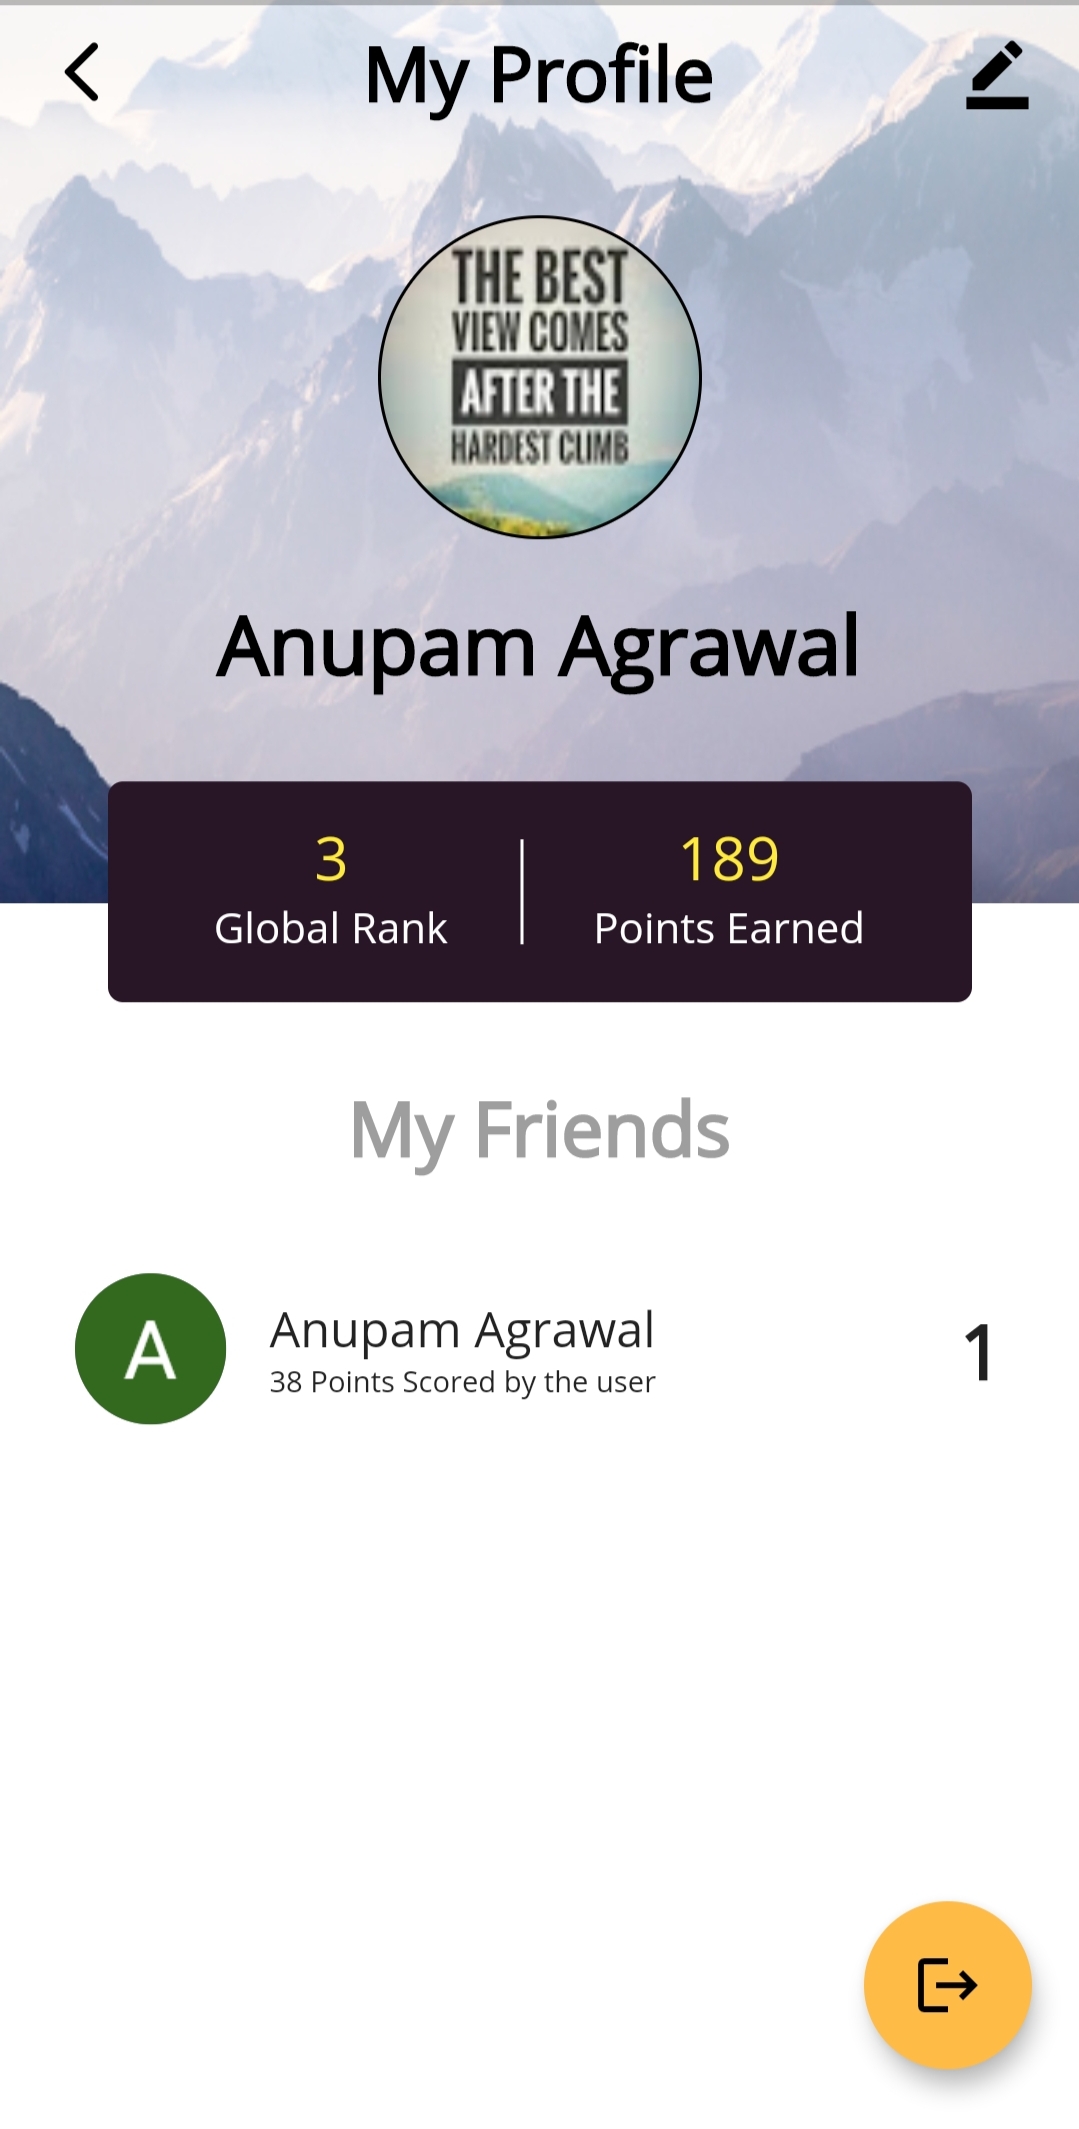 My Profile
THE BEST
VIEW COMES
AFTER THE
HARDEST CLIMB
Anupam Agrawal
3
Global Rank
189
Points Earned
My Friends
A
Anupam Agrawal
38 Points Scored by the user
1